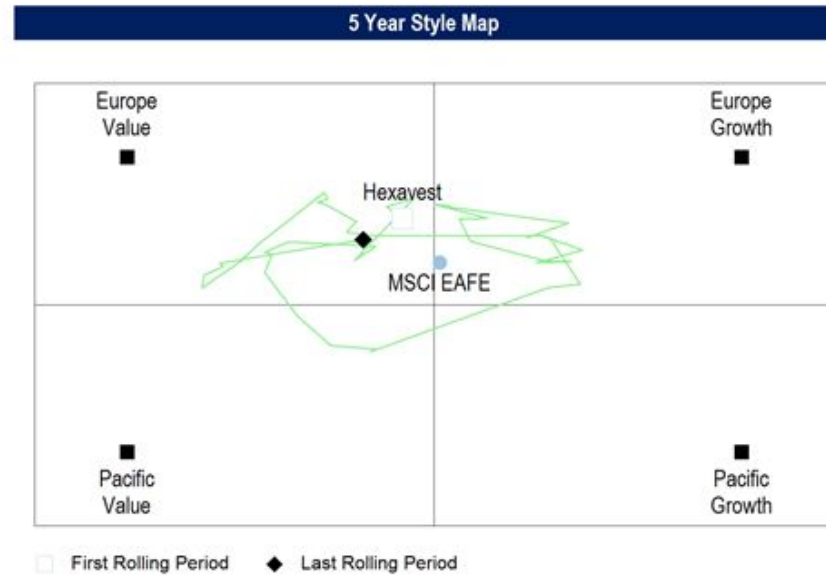 5 Year Style Map
Europe
Value
Europe
Growth
Hexavest
MSCI EAFE
Pacific
Value
Pacific
Growth
First Rolling Period
Last Rolling Period